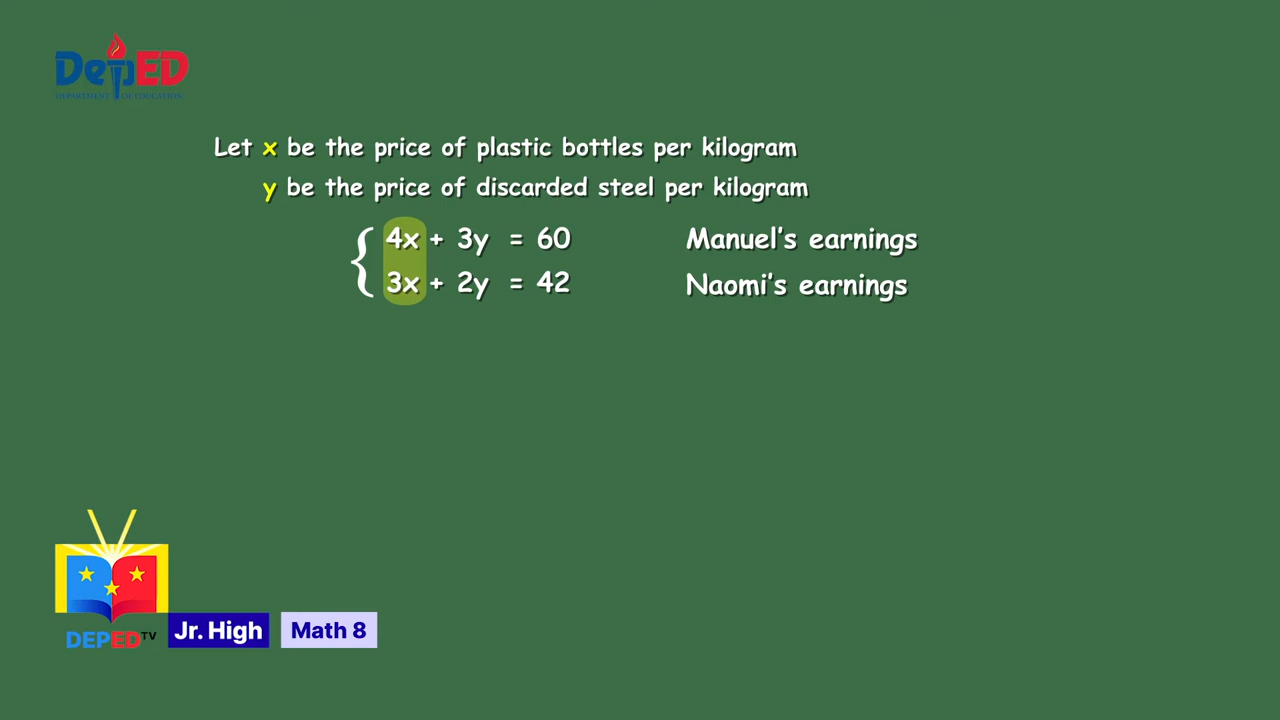 DepED
DEPARTMENT OF EDUCATION
Let x be the price of plastic bottles per kilogram
y be the price of discarded steel per kilogram
{ 4x + 3y = 60 Manuel's earnings
3x + 2y = 42 Naomi's earnings
DEPED TV
Jr. High
Math 8